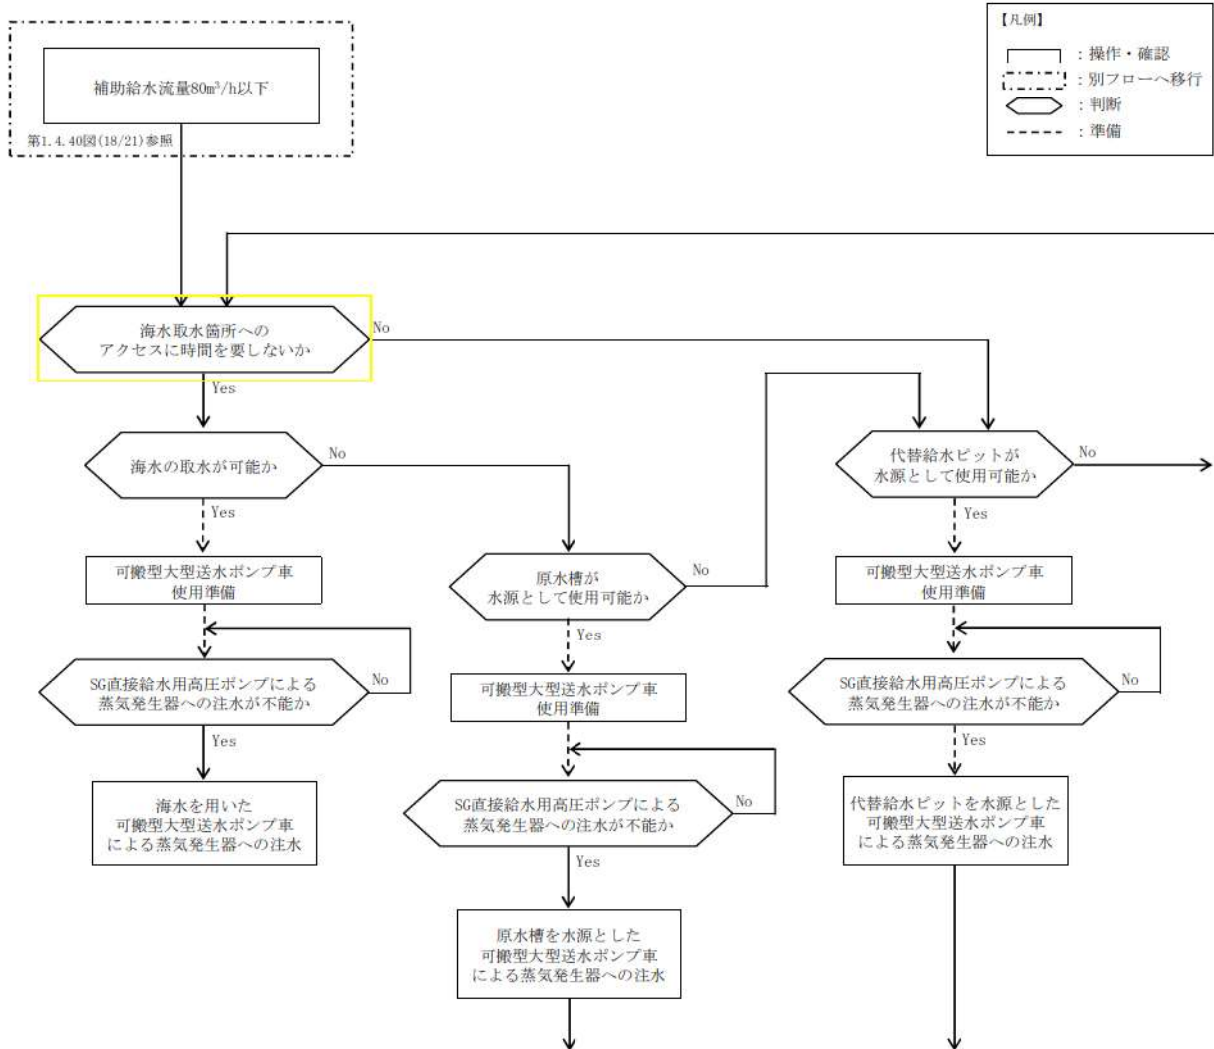 【凡例】
：操作・確認
：別フローへ移行
：判断
：準備
補助給水流量80m³/h以下
第1.4.40図(18/21)参照
海水取水箇所への
アクセスに時間を要しないか
No
Yes
海水の取水が可能か
No
Yes
代替給水ピットが
水源として使用可能か
No
Yes
可搬型大型送水ポンプ車
使用準備
原水槽が
水源として使用可能か
No
Yes
可搬型大型送水ポンプ車
使用準備
SG直接給水用高圧ポンプによる
蒸気発生器への注水が不能か
No
Yes
可搬型大型送水ポンプ車
使用準備
SG直接給水用高圧ポンプによる
蒸気発生器への注水が不能か
No
Yes
海水を用いた
可搬型大型送水ポンプ車
による蒸気発生器への注水
SG直接給水用高圧ポンプによる
蒸気発生器への注水が不能か
No
Yes
代替給水ピットを水源とした
可搬型大型送水ポンプ車
による蒸気発生器への注水
原水槽を水源とした
可搬型大型送水ポンプ車
による蒸気発生器への注水